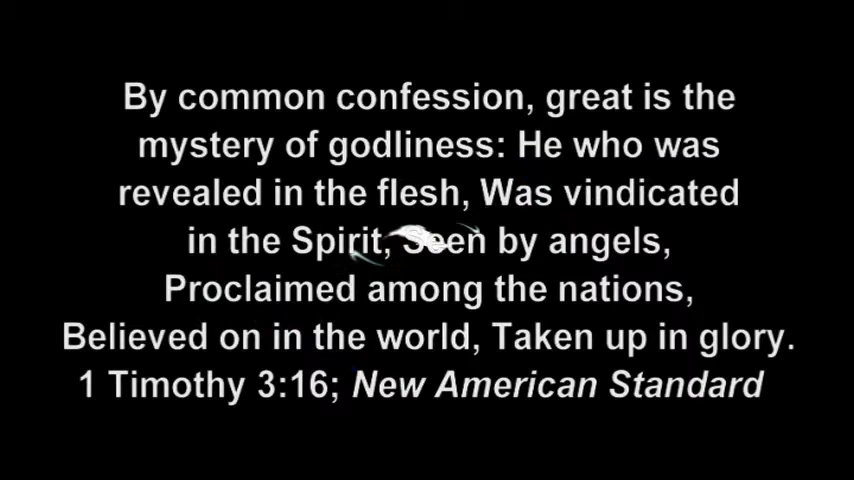 By common confession, great is the
mystery of godliness: He who was
revealed in the flesh, Was vindicated
in the Spirit, Seen by angels,
Proclaimed among the nations,
Believed on in the world, Taken up in glory.
1 Timothy 3:16; New American Standard